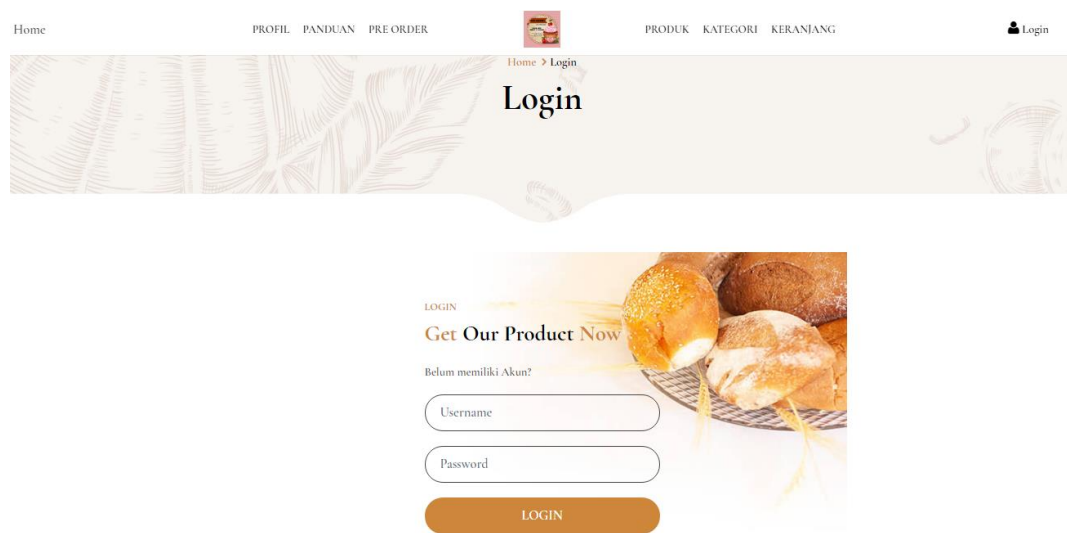 Home PROFIL PANDUAN PRE ORDER PRODUK KATEGORI KERANJANG Login
Home > Login
Login
LOGIN
Get Our Product Now
Belum memiliki Akun?
Username
Password
LOGIN